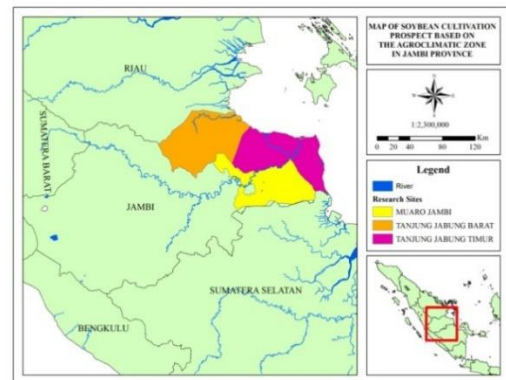 MAP OF SOYBEAN CULTIVATION
PROSPECT BASED ON
THE AGROCLIMATIC ZONE
IN JAMBI PROVINCE
N
W
E
S
1:2,300,000
Km
0 20 40 80 120
Legend
River
Research Sites
MUARO JAMBI
TANJUNG JABUNG BARAT
TANJUNG JABUNG TIMUR
RIAU
SUMATERA BARAT
JAMBI
SUMATERA SELATAN
BENGKULU